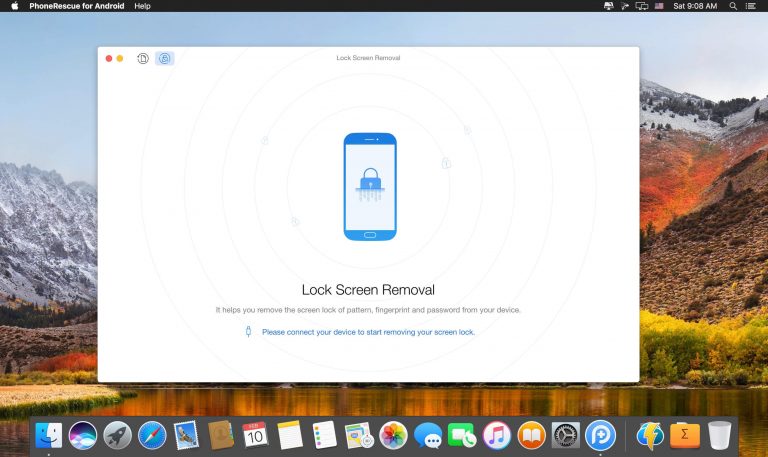 PhoneRescue for Android Help Sat 9:08 AM
Lock Screen Removal
Lock Screen Removal
It helps you remove the screen lock of pattern, fingerprint and password from your device.
Please connect your device to start removing your screen lock.
FEB
10